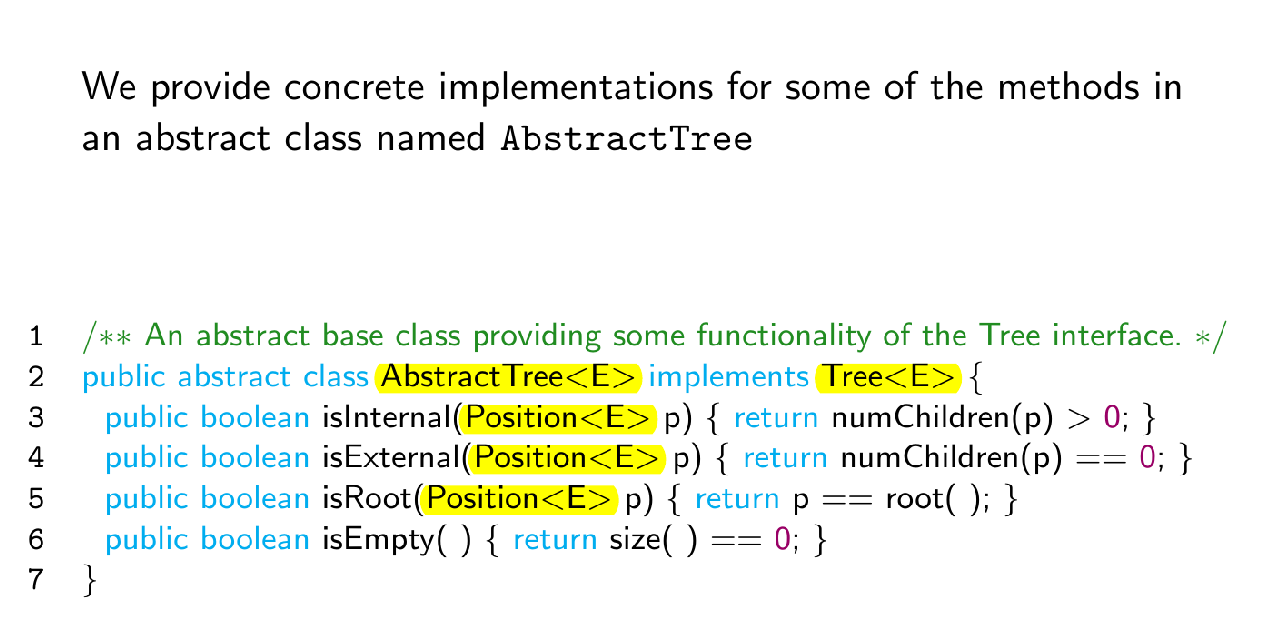 We provide concrete implementations for some of the methods in
an abstract class named AbstractTree
1 /** An abstract base class providing some functionality of the Tree interface. */
2 public abstract class AbstractTree<E> implements Tree<E> {
3 public boolean isInternal(Position<E> p) { return numChildren(p) > 0; }
4 public boolean isExternal(Position<E> p) { return numChildren(p) == 0; }
5 public boolean isRoot(Position<E> p) { return p == root( ); }
6 public boolean isEmpty( ) { return size( ) == 0; }
7 }